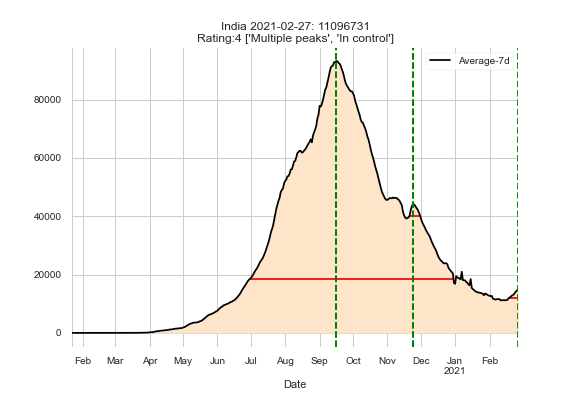 India 2021-02-27: 11096731
Rating:4 ['Multiple peaks', 'In control']
Average-7d
80000
60000
40000
20000
0
Feb Mar Apr May Jun Jul Aug Sep Oct Nov Dec Jan Feb
2021
Date